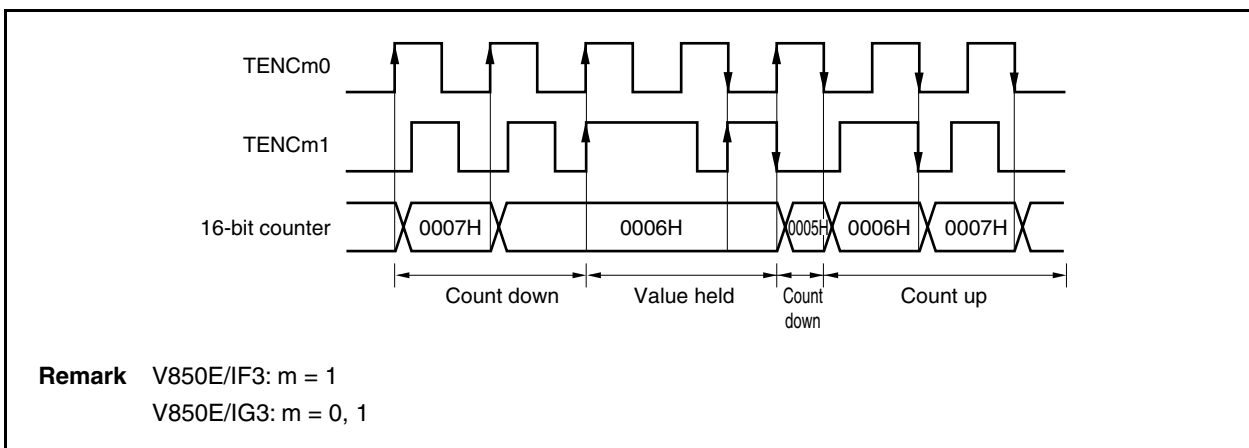 TENCm0
TENCm1
16-bit counter
0007H
0006H
0005H
0006H
0007H
Count down
Value held
Count
down
Count up
Remark V850E/IF3: m = 1
V850E/IG3: m = 0, 1